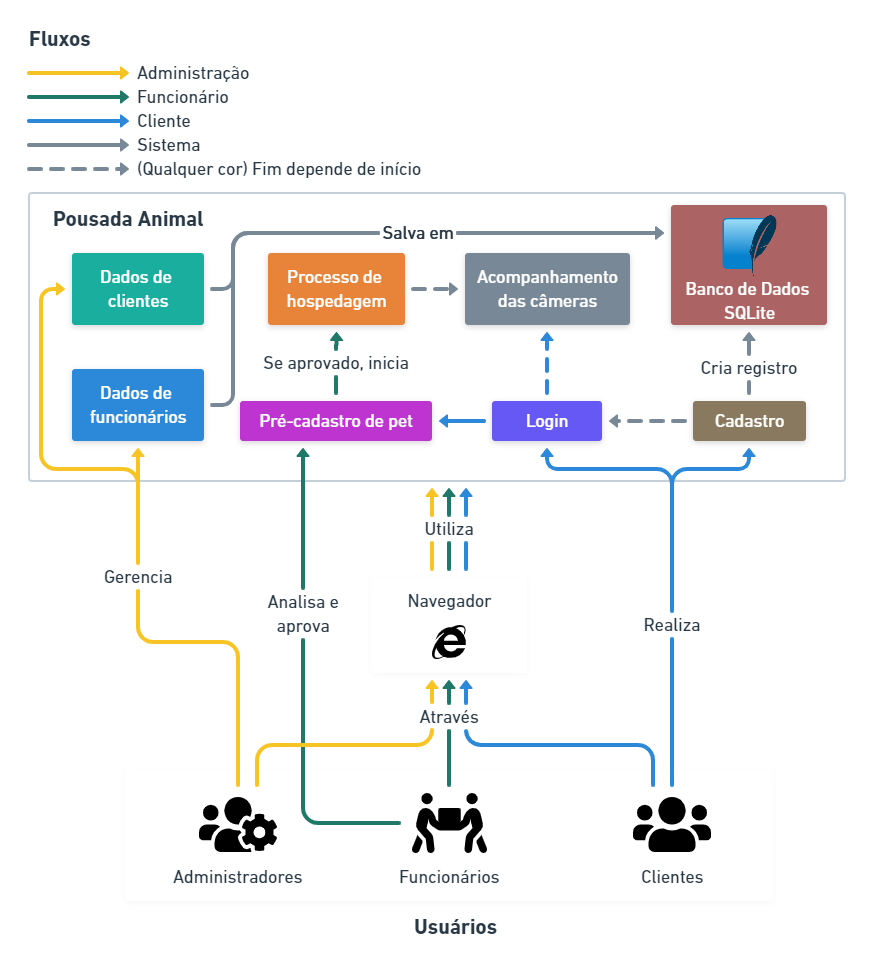 Fluxos
Administração
Funcionário
Cliente
Sistema
(Qualquer cor) Fim depende de início
Pousada Animal
Salva em
Dados de
clientes
Processo de
hospedagem
Acompanhamento
das câmeras
Banco de Dados
SQLite
Se aprovado, inicia
Cria registro
Dados de
funcionários
Pré-cadastro de pet
Login
Cadastro
Utiliza
Gerencia
Analisa e
aprova
Navegador
Realiza
Através
Administradores
Funcionários
Clientes
Usuários